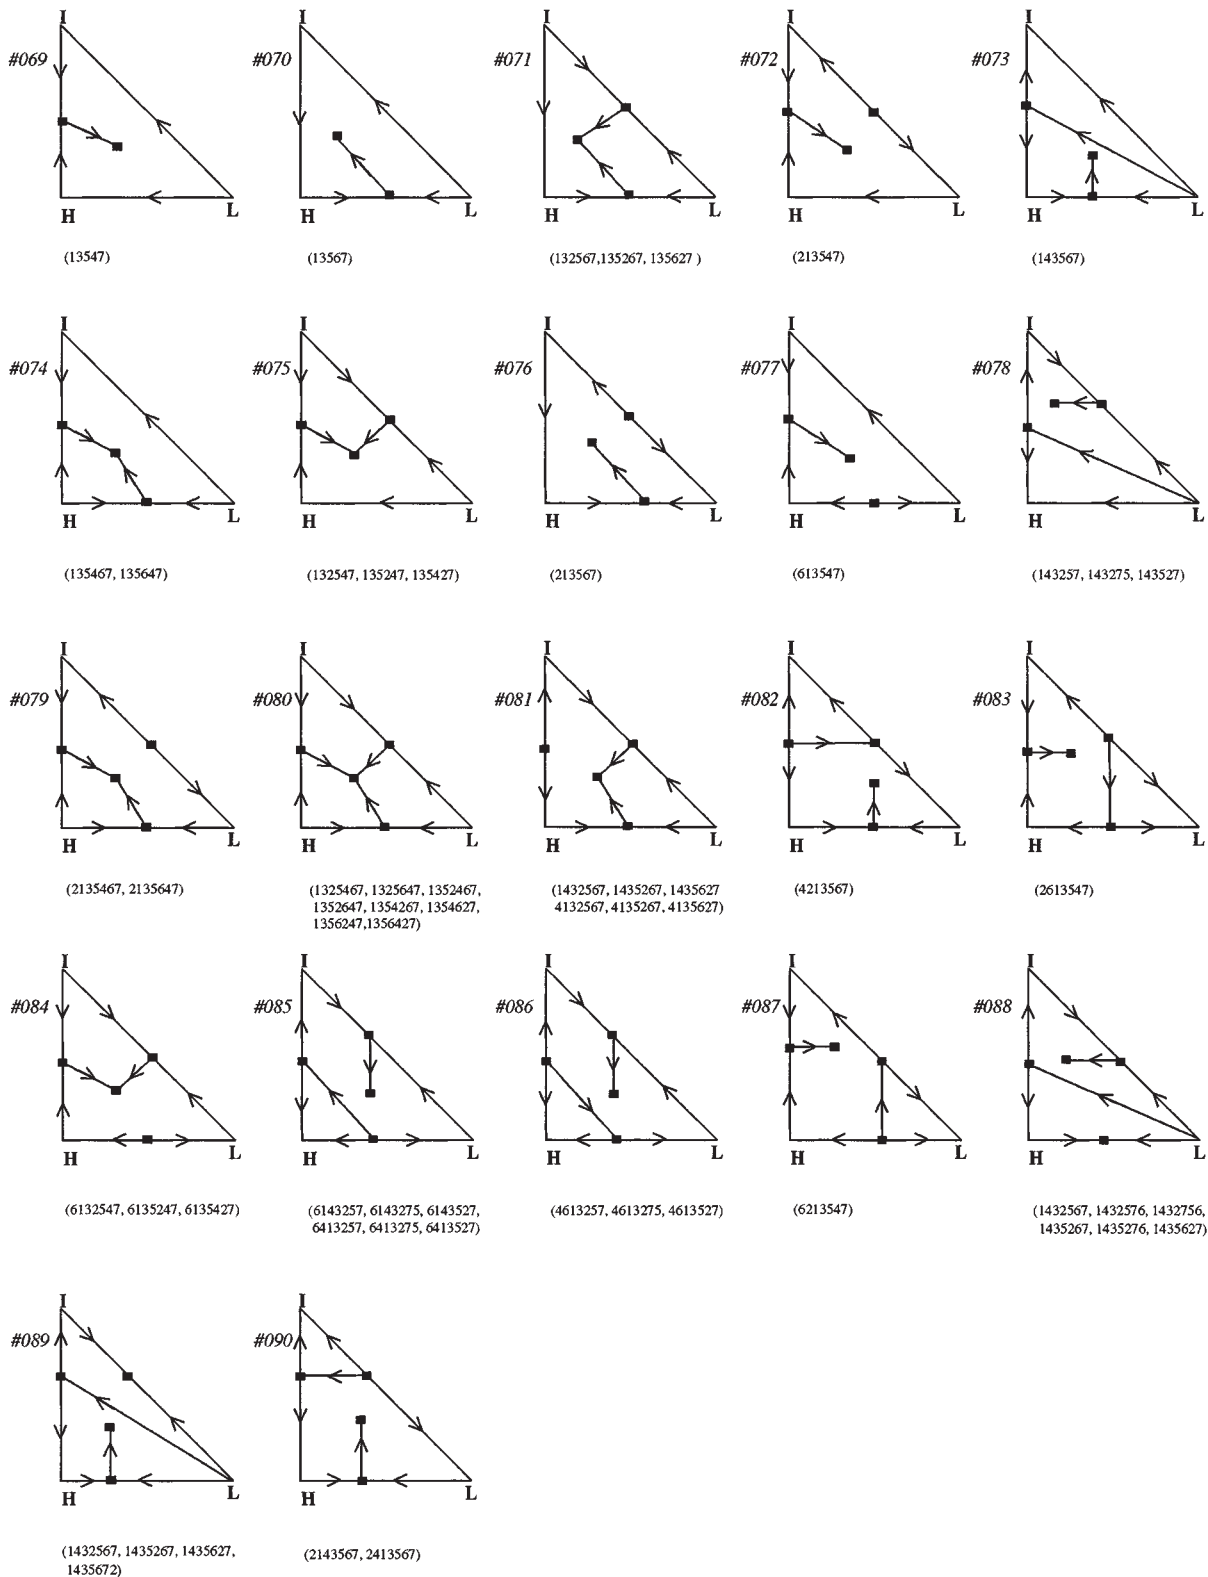 I I I I I
#069 #070 #071 #072 #073
H L H L H L H L H L
(13547) (13567) (132567,135267, 135627 ) (213547) (143567)
I I I I I
#074 #075 #076 #077 #078
H L H L H L H L H L
(135467, 135647) (132547, 135247, 135427) (213567) (613547) (143257, 143275, 143527)
I I I I I
#079 #080 #081 #082 #083
H L H L H L H L H L
(2135467, 2135647) (1325467, 1325647, 1352467, (1432567, 1435267, 1435627 (4213567) (2613547)
1352647, 1354267, 1354627, 4132567, 4135267, 4135627)
1356247,1356427)
I I I I I
#084 #085 #086 #087 #088
H L H L H L H L H L
(6132547, 6135247, 6135427) (6143257, 6143275, 6143527, (4613257, 4613275, 4613527) (6213547) (1432567, 1432576, 1432756,
6413257, 6413275, 6413527) 1435267, 1435276, 1435627)
I I
#089 #090
H L H L
(1432567, 1435267, 1435627, (2143567, 2413567)
1435672)